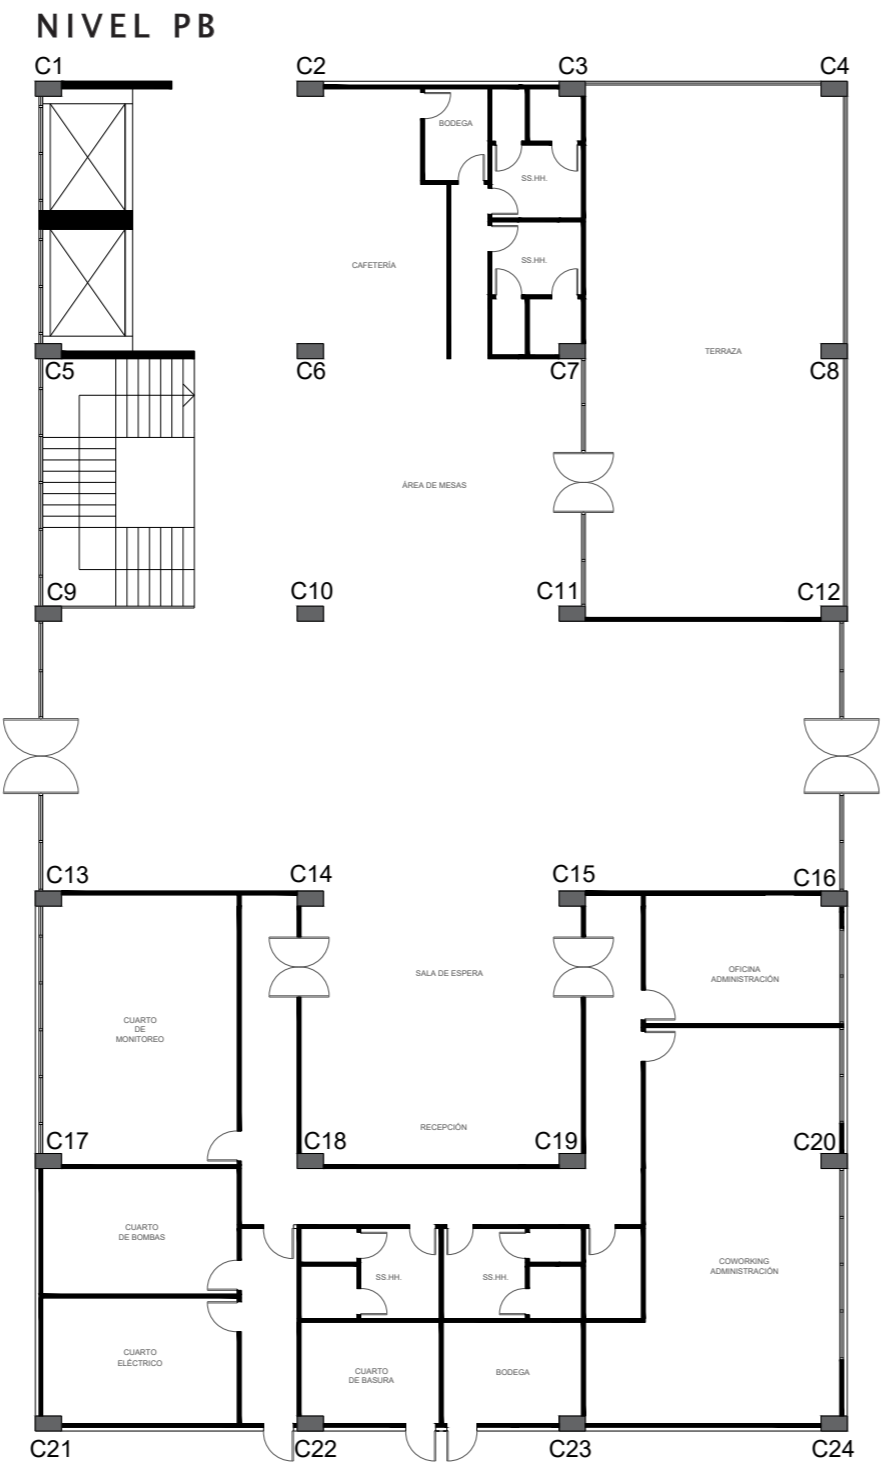 NIVEL PB
C1
C2
C3
C4
BODEGA
SS.HH.
CAFETERÍA
SS.HH.
TERRAZA
C5
C6
C7
C8
ÁREA DE MESAS
C9
C10
C11
C12
C13
C14
C15
C16
SALA DE ESPERA
OFICINA
ADMINISTRACIÓN
CUARTO
DE
MONITOREO
RECEPCIÓN
C17
C18
C19
C20
CUARTO
DE BOMBAS
SS.HH.
SS.HH.
COWORKING
ADMINISTRACIÓN
CUARTO
ELÉCTRICO
CUARTO
DE BASURA
BODEGA
C21
C22
C23
C24